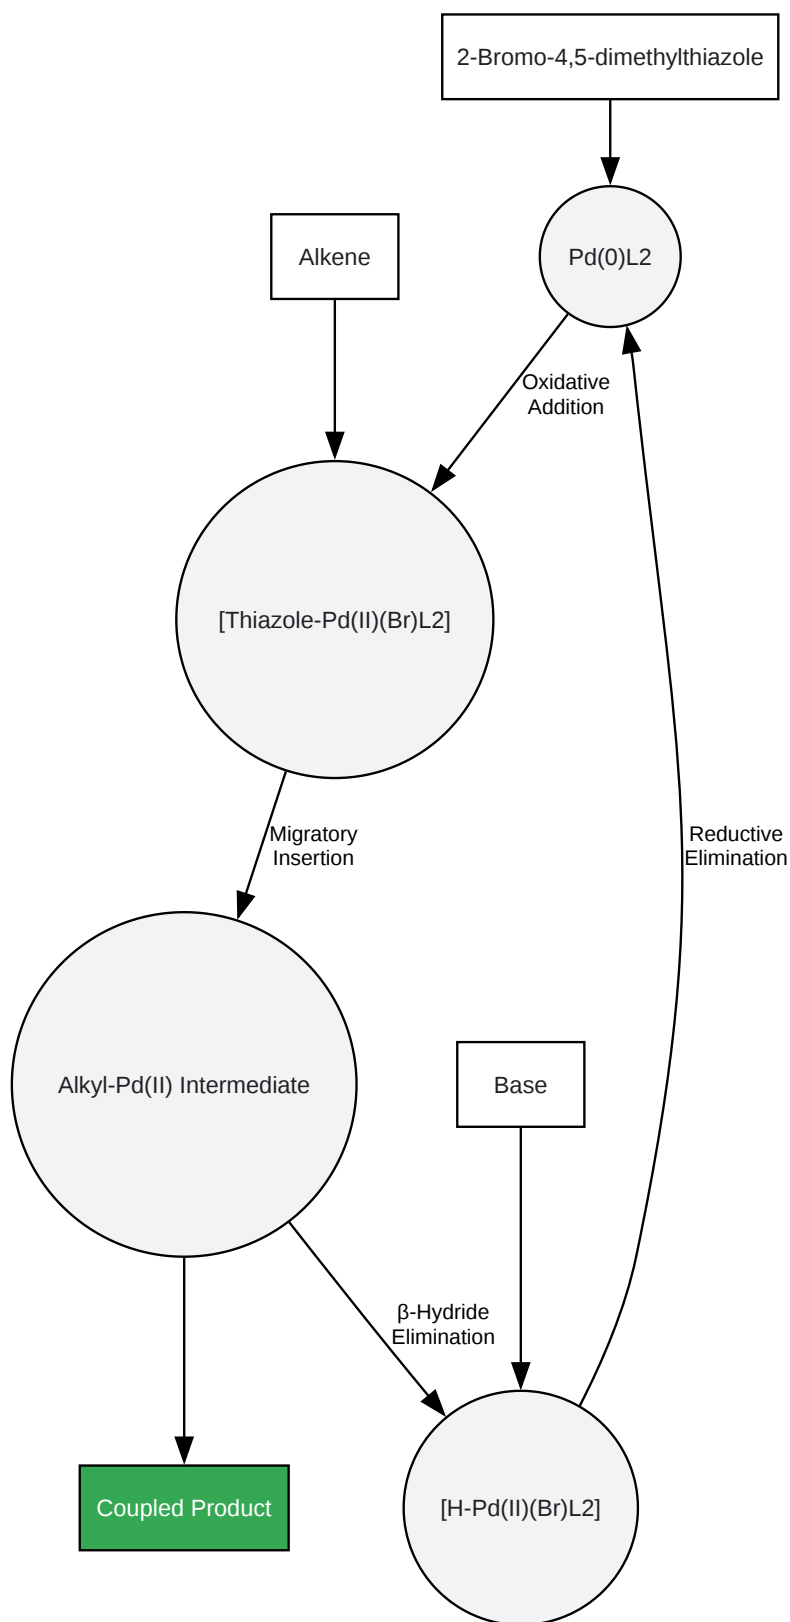 2-Bromo-4,5-dimethylthiazole
Alkene
Pd(0)L2
Oxidative
Addition
[Thiazole-Pd(II)(Br)L2]
Migratory
Insertion
Reductive
Elimination
Alkyl-Pd(II) Intermediate
Base
β-Hydride
Elimination
Coupled Product
[H-Pd(II)(Br)L2]